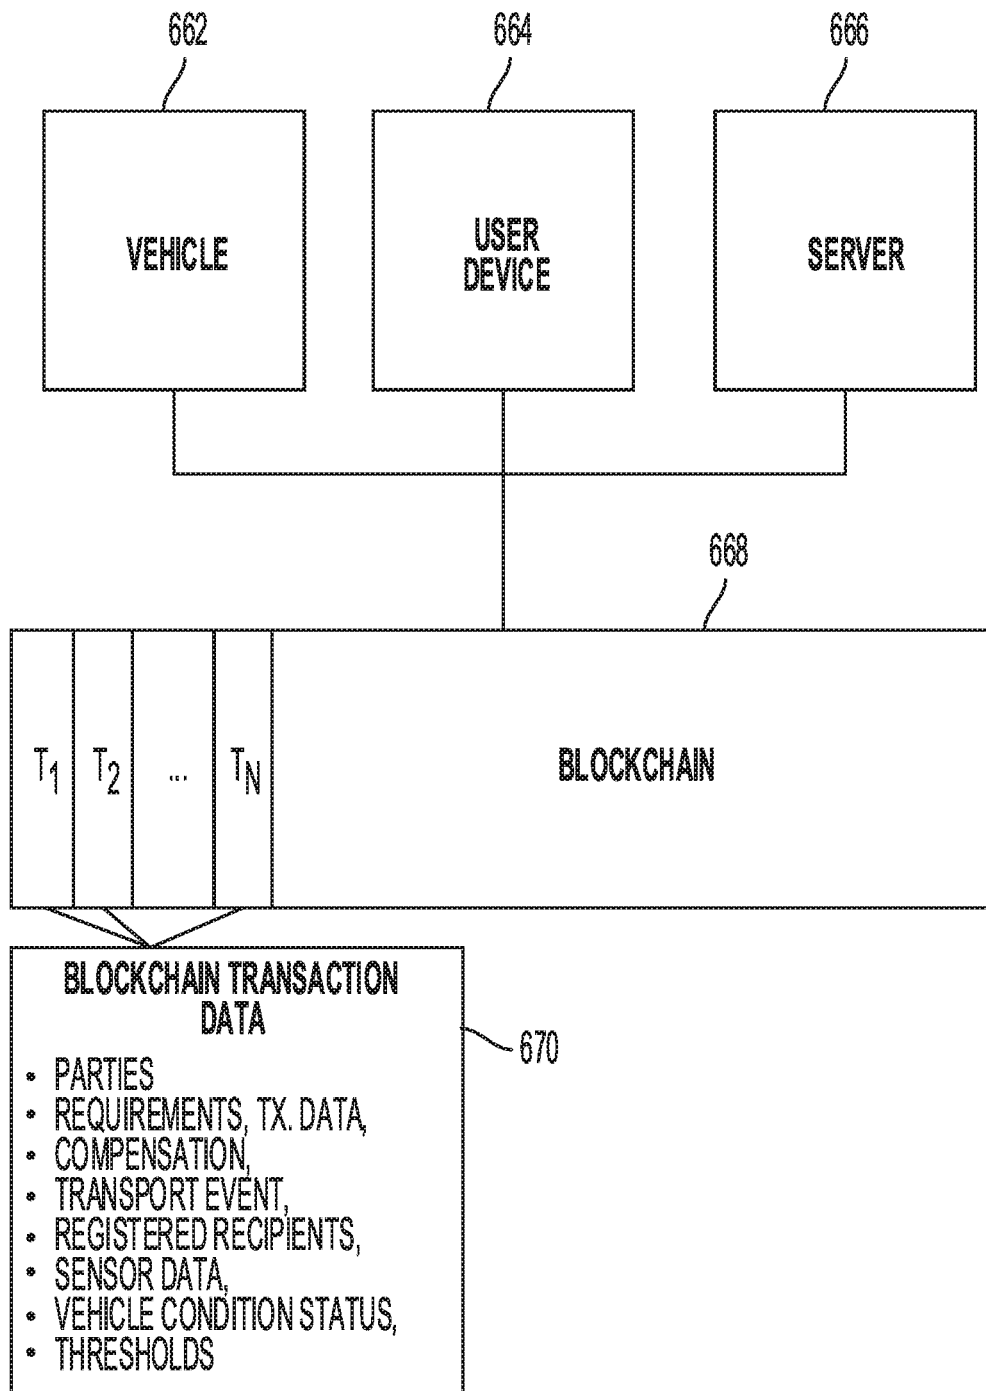 662 664 666
VEHICLE
USER
DEVICE
SERVER
668
T1 T2 ... TN
BLOCKCHAIN
BLOCKCHAIN TRANSACTION
DATA
670
• PARTIES
• REQUIREMENTS, TX. DATA,
• COMPENSATION,
• TRANSPORT EVENT,
• REGISTERED RECIPIENTS,
• SENSOR DATA,
• VEHICLE CONDITION STATUS,
• THRESHOLDS